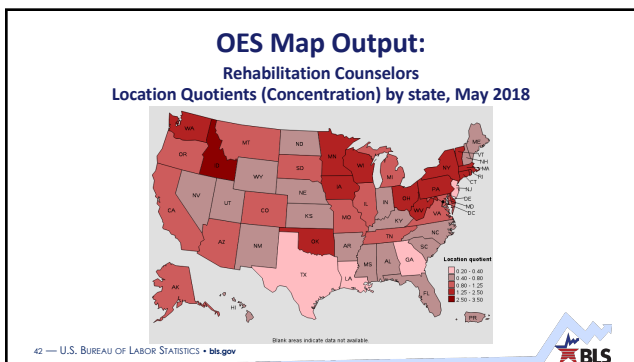 OES Map Output:
Rehabilitation Counselors
Location Quotients (Concentration) by state, May 2018
WA
MT
ND
ME
OR
ID
MN
VT
NH
SD
WI
NY
MA
WY
MI
RI
CT
IA
PA
NJ
NE
NV
OH
DE
IL
IN
UT
MD
WV
CO
VA
DC
CA
KS
MO
KY
NC
TN
OK
AZ
NM
AR
SC
MS
AL
GA
TX
LA
AK
FL
HI
PR
Location quotient
0.20 - 0.40
0.40 - 0.80
0.80 - 1.25
1.25 - 2.50
2.50 - 3.50
Blank areas indicate data not available.
42 — U.S. BUREAU OF LABOR STATISTICS • bls.gov
BLS